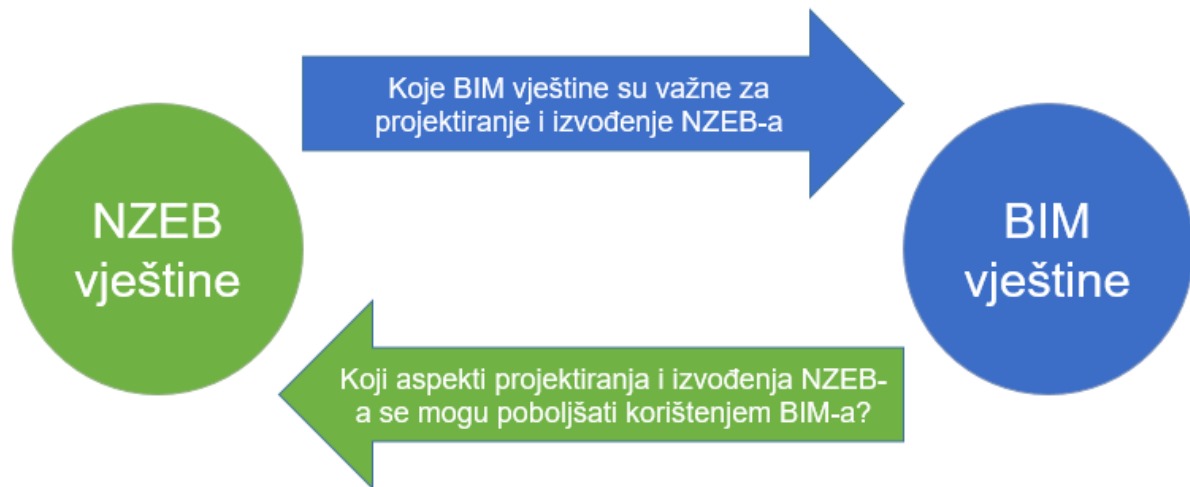 Koje BIM vještine su važne za
projektiranje i izvođenje NZEB-a
NZEB
vještine
BIM
vještine
Koji aspekti projektiranja i izvođenja NZEB-
a se mogu poboljšati korištenjem BIM-a?